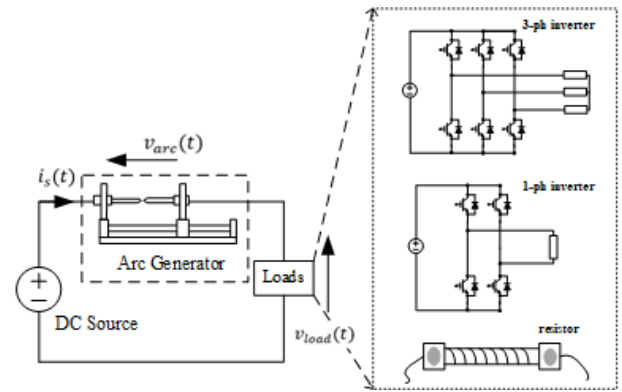 3-ph inverter
v_arc(t)
i_s(t)
Arc Generator
1-ph inverter
Loads
DC Source
v_load(t)
resistor